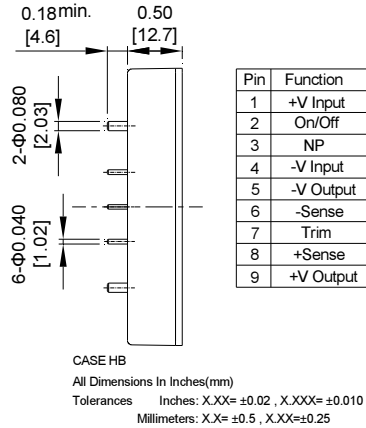 0.18min.
[4.6]
0.50
[12.7]
2-Φ0.080
[2.03]
6-Φ0.040
[1.02]
Pin Function
1 +V Input
2 On/Off
3 NP
4 -V Input
5 -V Output
6 -Sense
7 Trim
8 +Sense
9 +V Output
CASE HB
All Dimensions In Inches(mm)
Tolerances Inches: X.XX= ±0.02 , X.XXX= ±0.010
Millimeters: X.X= ±0.5 , X.XX=±0.25